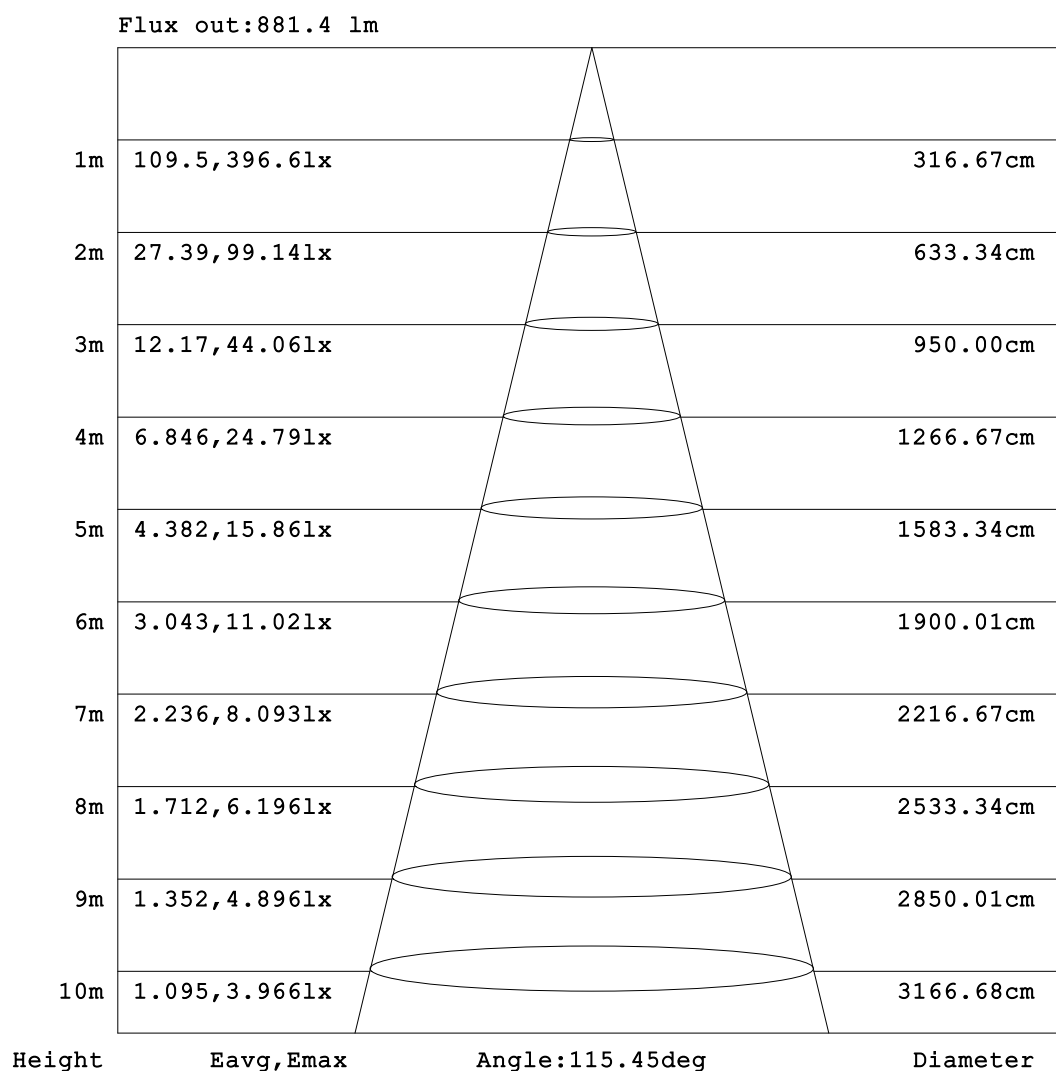 Flux out:881.4 lm
1m 109.5,396.6lx 316.67cm
2m 27.39,99.14lx 633.34cm
3m 12.17,44.06lx 950.00cm
4m 6.846,24.79lx 1266.67cm
5m 4.382,15.86lx 1583.34cm
6m 3.043,11.02lx 1900.01cm
7m 2.236,8.093lx 2216.67cm
8m 1.712,6.196lx 2533.34cm
9m 1.352,4.896lx 2850.01cm
10m 1.095,3.966lx 3166.68cm
Height Eavg,Emax Angle:115.45deg Diameter